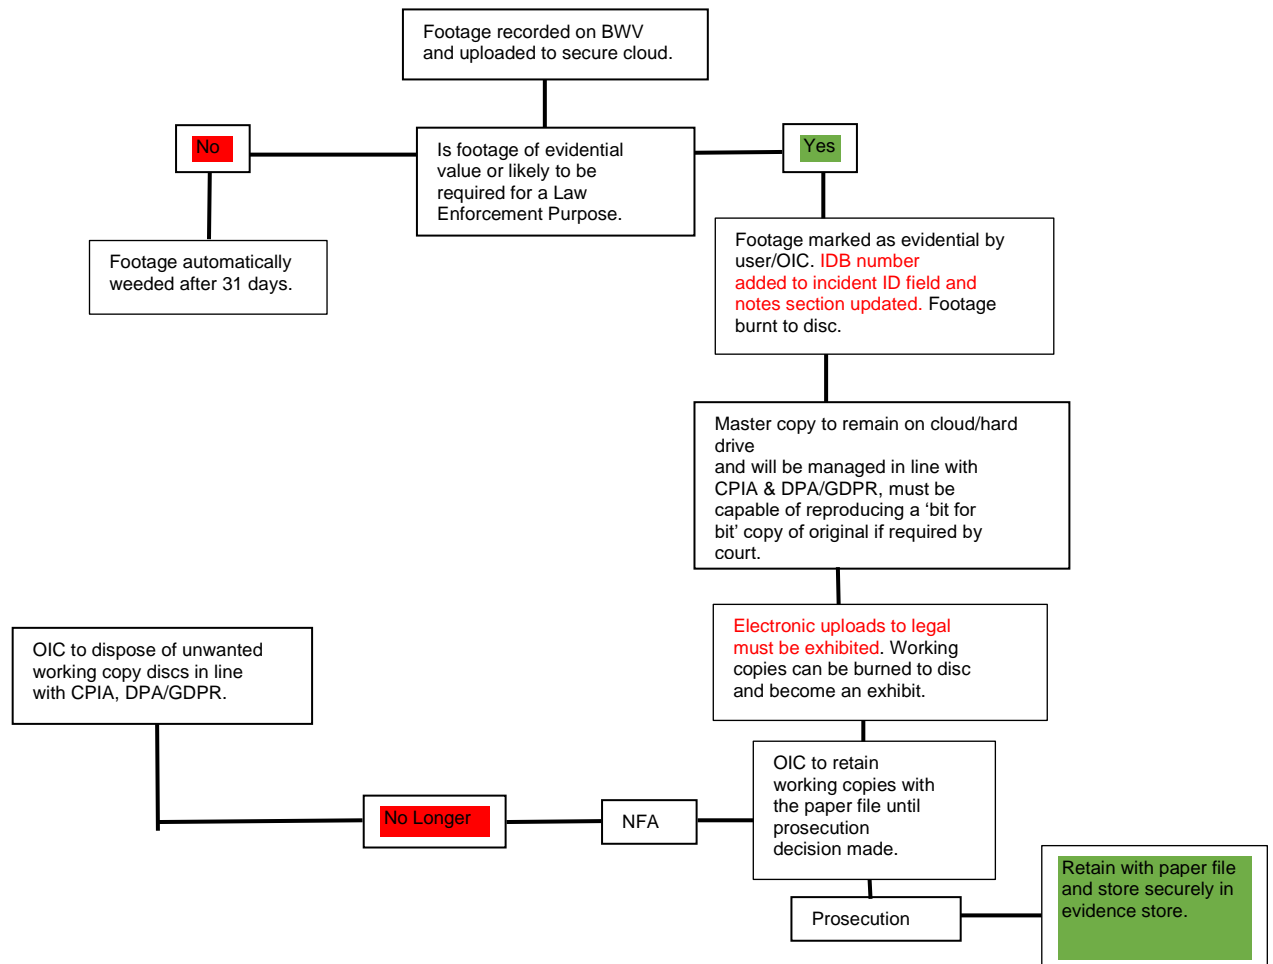 Footage recorded on BWV
and uploaded to secure cloud.
No
Is footage of evidential
value or likely to be
required for a Law
Enforcement Purpose.
Yes
Footage automatically
weeded after 31 days.
Footage marked as evidential by
user/OIC. IDB number
added to incident ID field and
notes section updated. Footage
burnt to disc.
Master copy to remain on cloud/hard
drive
and will be managed in line with
CPIA & DPA/GDPR, must be
capable of reproducing a ‘bit for
bit’ copy of original if required by
court.
Electronic uploads to legal
must be exhibited. Working
copies can be burned to disc
and become an exhibit.
OIC to dispose of unwanted
working copy discs in line
with CPIA, DPA/GDPR.
No Longer
NFA
OIC to retain
working copies with
the paper file until
prosecution
decision made.
Prosecution
Retain with paper file
and store securely in
evidence store.